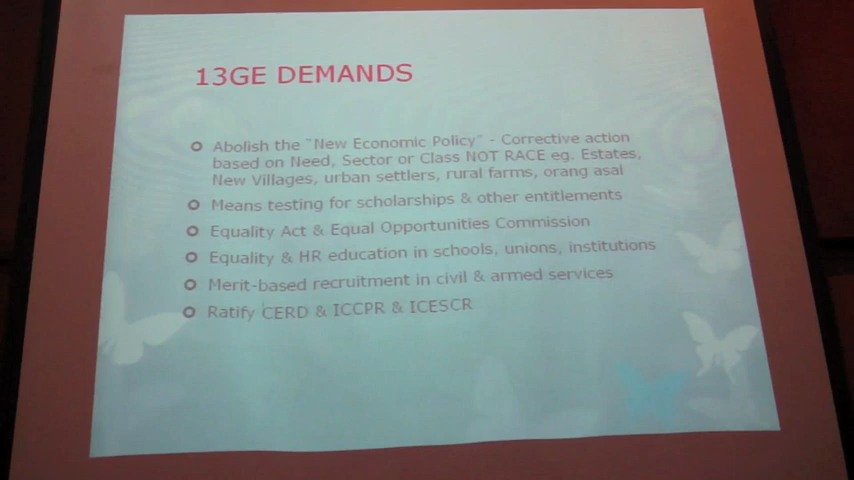 13GE DEMANDS
Abolish the "New Economic Policy" - Corrective action
based on Need, Sector or Class NOT RACE eg. Estates,
New Villages, urban settlers, rural farms, orang asal
Means testing for scholarships & other entitlements
Equality Act & Equal Opportunities Commission
Equality & HR education in schools, unions, institutions
Merit-based recruitment in civil & armed services
Ratify CERD & ICCPR & ICESCR